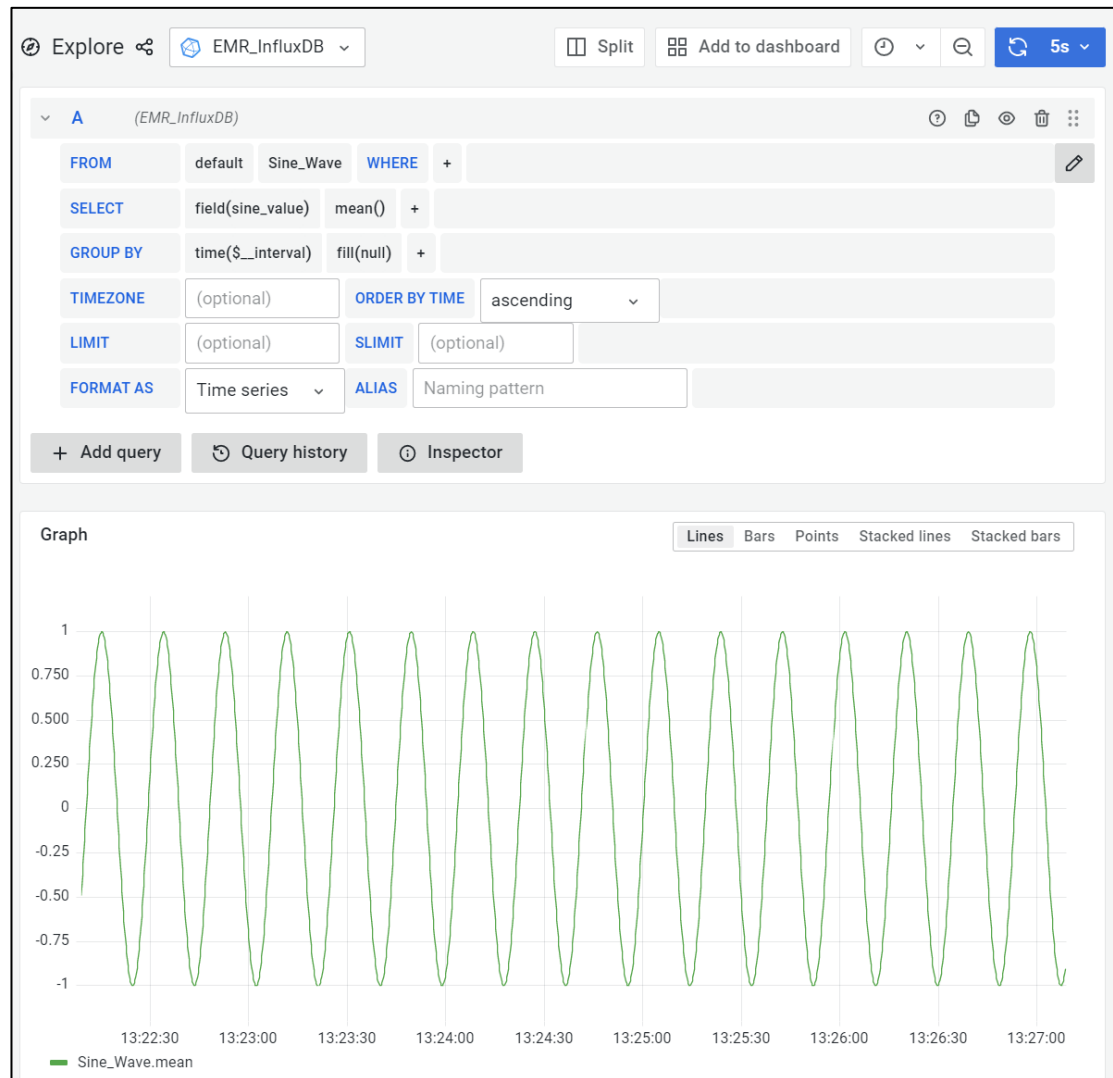 Explore EMR_InfluxDB Split Add to dashboard 5s
A (EMR_InfluxDB)
FROM default Sine_Wave WHERE +
SELECT field(sine_value) mean() +
GROUP BY time($__interval) fill(null) +
TIMEZONE (optional) ORDER BY TIME ascending
LIMIT (optional) SLIMIT (optional)
FORMAT AS Time series ALIAS Naming pattern
+ Add query Query history Inspector
Graph Lines Bars Points Stacked lines Stacked bars
1
0.750
0.500
0.250
0
-0.25
-0.50
-0.75
-1
13:22:30 13:23:00 13:23:30 13:24:00 13:24:30 13:25:00 13:25:30 13:26:00 13:26:30 13:27:00
Sine_Wave.mean